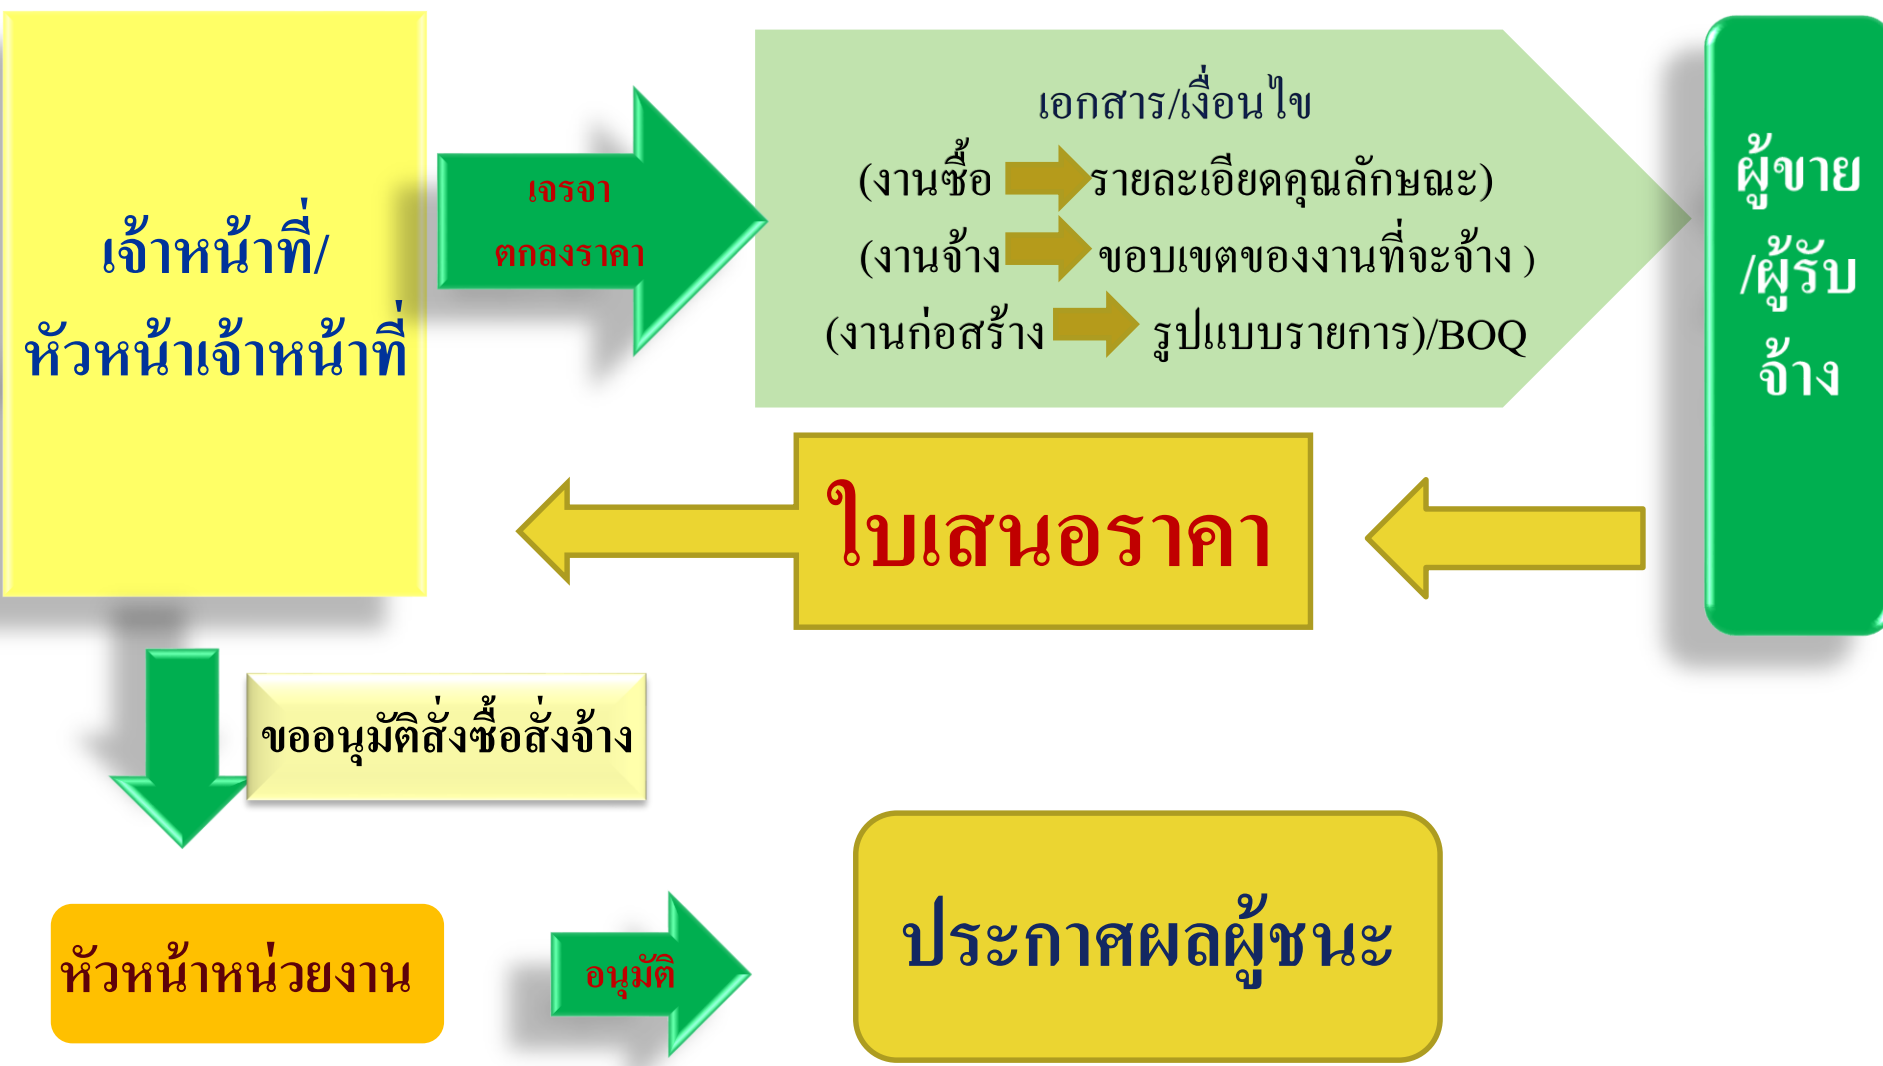 เจ้าหน้าที่/
หัวหน้าเจ้าหน้าที่
เจรจา
ตกลงราคา
เอกสาร/เงื่อนไข
(งานซื้อ รายละเอียดคุณลักษณะ)
(งานจ้าง ขอบเขตของงานที่จะจ้าง )
(งานก่อสร้าง รูปแบบรายการ)/BOQ
ผู้ขาย
/ผู้รับ
จ้าง
ใบเสนอราคา
ขออนุมัติสั่งซื้อสั่งจ้าง
หัวหน้าหน่วยงาน
อนุมัติ
ประกาศผลผู้ชนะ